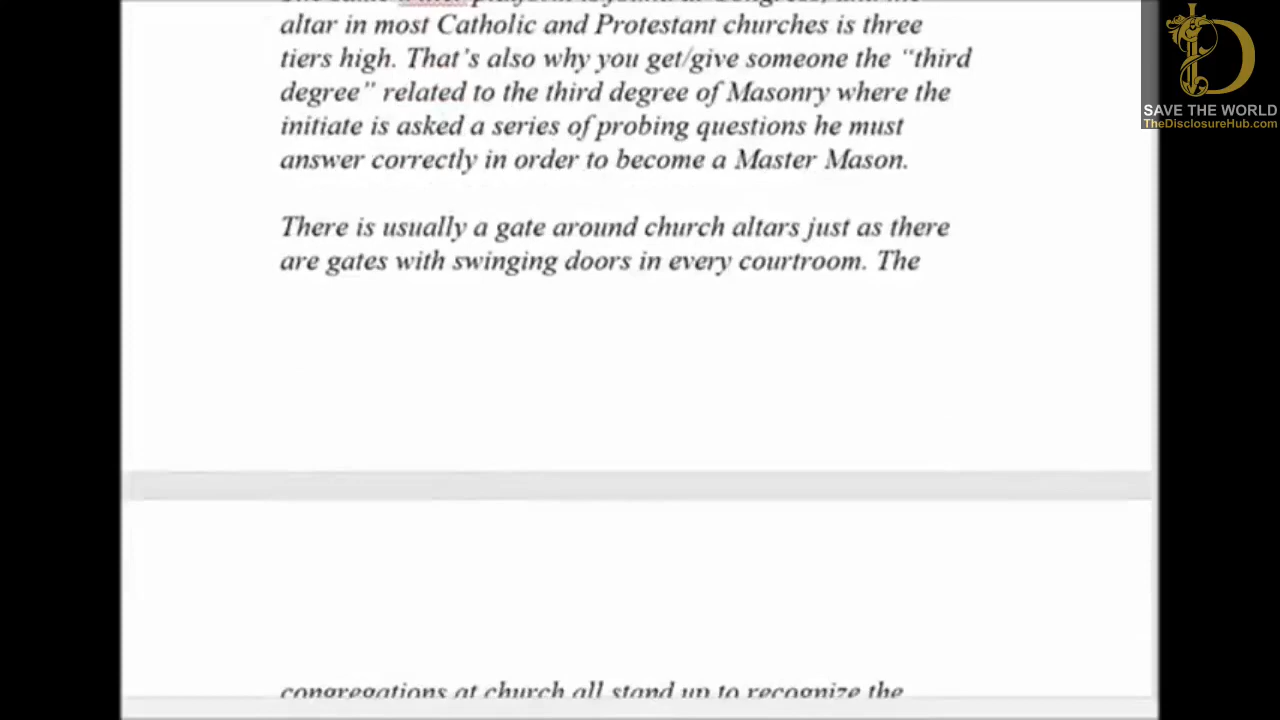 altar in most Catholic and Protestant churches is three
tiers high. That's also why you get/give someone the “third
degree” related to the third degree of Masonry where the
initiate is asked a series of probing questions he must
answer correctly in order to become a Master Mason.
There is usually a gate around church altars just as there
are gates with swinging doors in every courtroom. The
congregations at church all stand up to recognize the
SAVE THE WORLD
TheDisclosureHub.com